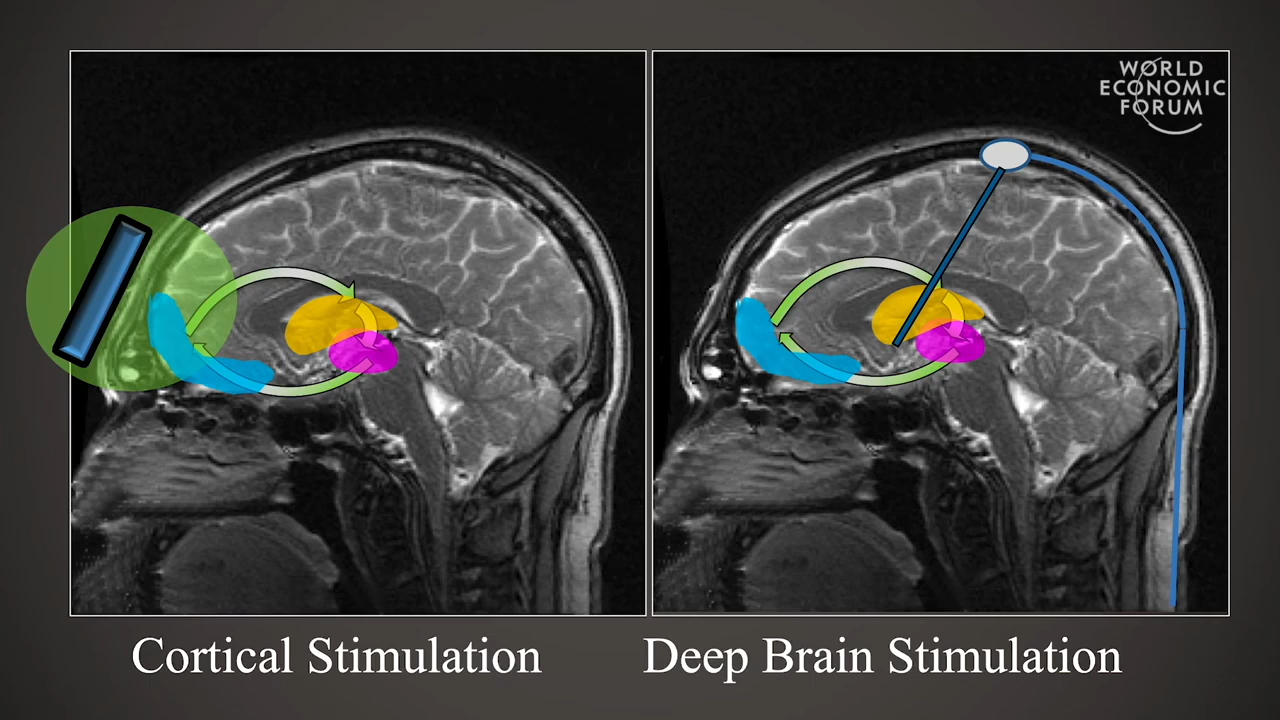 WORLD
ECONOMIC
FORUM
Cortical Stimulation
Deep Brain Stimulation